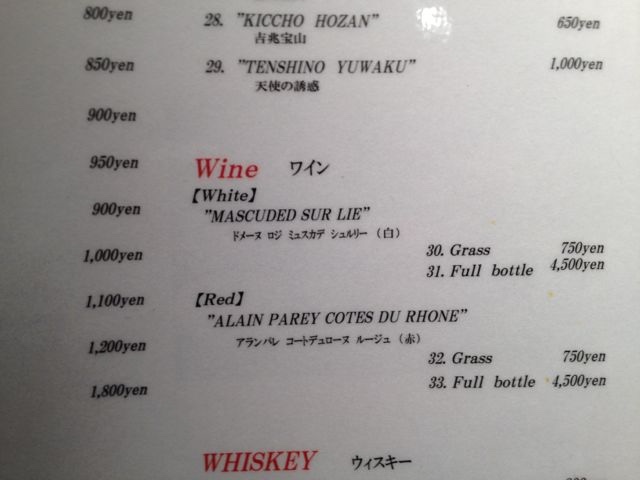 800yen
850yen
900yen
950yen
900yen
1,000yen
1,100yen
1,200yen
1,800yen
28. "KICCHO HOZAN" 650yen
吉兆宝山
29. "TENSHINO YUWAKU" 1,000yen
天使の誘惑
Wine ワイン
【White】
"MASCUDED SUR LIE"
ドメーヌ ロジ ミュスカデ シュルリー (白)
30. Grass 750yen
31. Full bottle 4,500yen
【Red】
"ALAIN PAREY COTES DU RHONE"
アランパレ コートデュローヌ ルージュ (赤)
32. Grass 750yen
33. Full bottle 4,500yen
WHISKEY ウィスキー